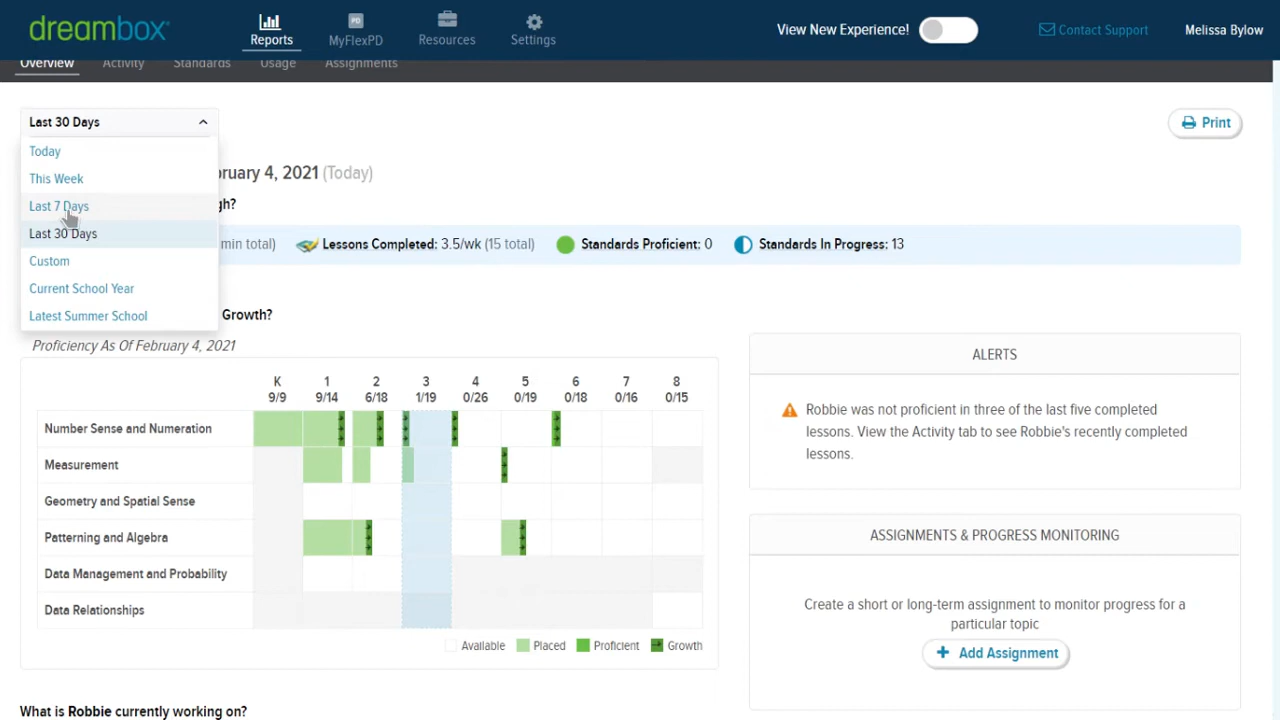 dreambox
PD
Reports
MyFlexPD
Resources
Settings
View New Experience!
Contact Support
Melissa Bylow
Overview
Activity
Standards
Usage
Assignments
Last 30 Days
Print
Today
This Week
Last 7 Days
Last 30 Days
Custom
Current School Year
Latest Summer School
bruary 4, 2021 (Today)
gh?
min total)
Lessons Completed: 3.5/wk (15 total)
Standards Proficient: 0
Standards In Progress: 13
Growth?
Proficiency As Of February 4, 2021
K 1 2 3 4 5 6 7 8
9/9 9/14 6/18 1/19 0/26 0/19 0/18 0/16 0/15
Number Sense and Numeration
Measurement
Geometry and Spatial Sense
Patterning and Algebra
Data Management and Probability
Data Relationships
Available Placed Proficient Growth
ALERTS
Robbie was not proficient in three of the last five completed
lessons. View the Activity tab to see Robbie's recently completed
lessons.
ASSIGNMENTS & PROGRESS MONITORING
Create a short or long-term assignment to monitor progress for a
particular topic
+ Add Assignment
What is Robbie currently working on?